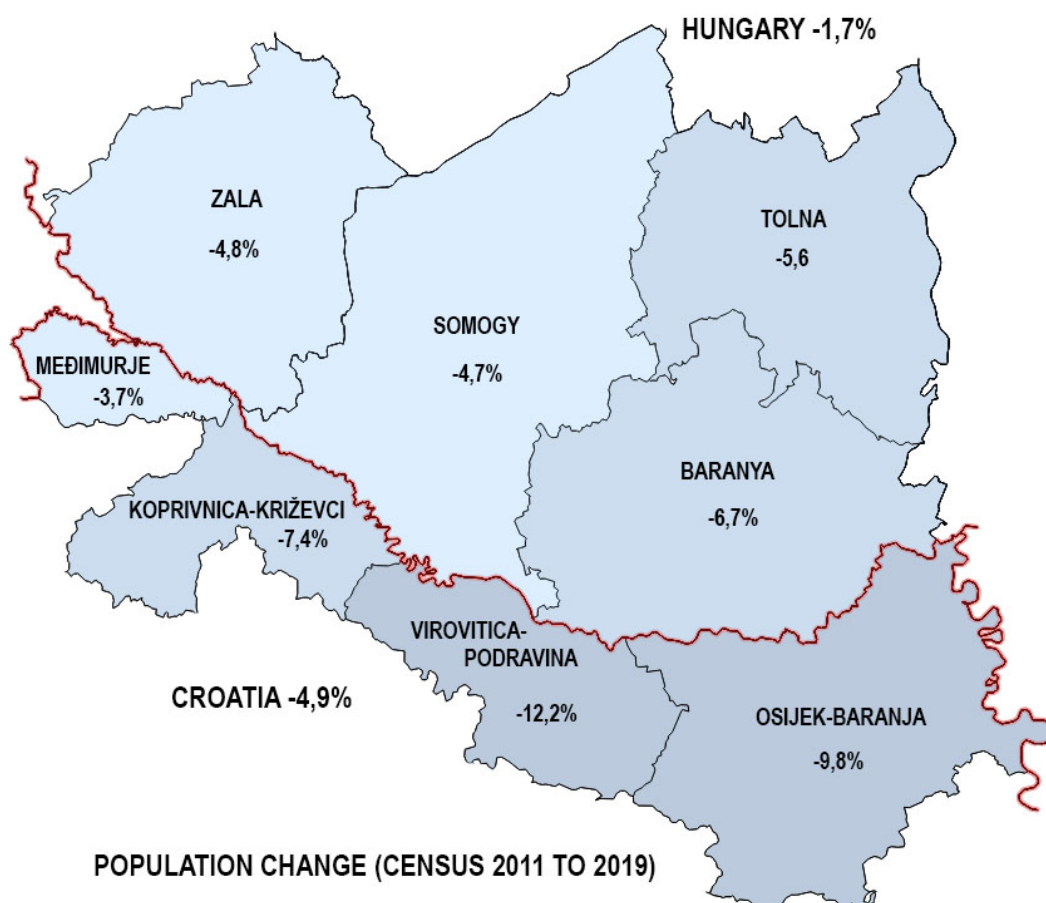 HUNGARY -1,7%
ZALA
-4,8%
TOLNA
-5,6
SOMOGY
-4,7%
MEĐIMURJE
-3,7%
BARANYA
-6,7%
KOPRIVNICA-KRIŽEVCI
-7,4%
VIROVITICA-
PODRAVINA
-12,2%
CROATIA -4,9%
OSIJEK-BARANJA
-9,8%
POPULATION CHANGE (CENSUS 2011 TO 2019)